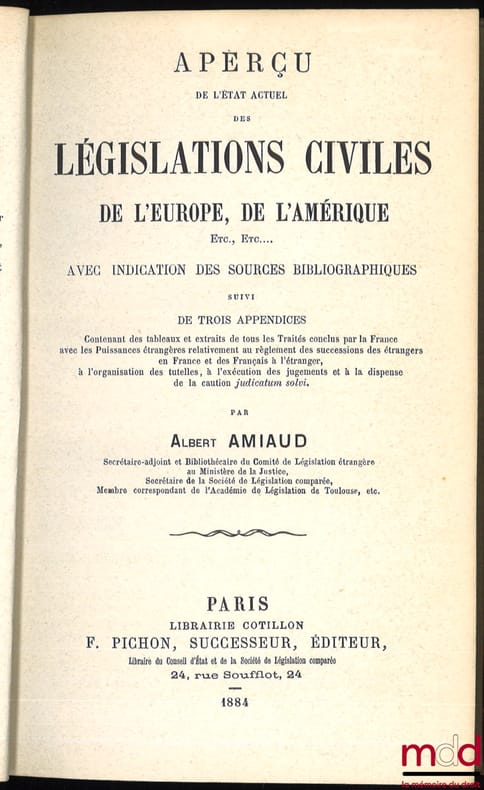 APERÇU
DE L'ÉTAT ACTUEL
DES
LÉGISLATIONS CIVILES
DE L'EUROPE, DE L'AMÉRIQUE
ETC., ETC....
AVEC INDICATION DES SOURCES BIBLIOGRAPHIQUES
SUIVI
DE TROIS APPENDICES
Contenant des tableaux et extraits de tous les Traités conclus par la France
avec les Puissances étrangères relativement au règlement des successions des étrangers
en France et des Français à l'étranger,
à l'organisation des tutelles, à l'exécution des jugements et à la dispense
de la caution judicatum solvi.
PAR
ALBERT AMIAUD
Secrétaire-adjoint et Bibliothécaire du Comité de Législation étrangère
au Ministère de la Justice,
Secrétaire de la Société de Législation comparée,
Membre correspondant de l'Académie de Législation de Toulouse, etc.
PARIS
LIBRAIRIE COTILLON
F. PICHON, SUCCESSEUR, ÉDITEUR,
Libraire du Conseil d'État et de la Société de Législation comparée
24, rue Soufflot, 24
1884
mdd
la mémoire du droit